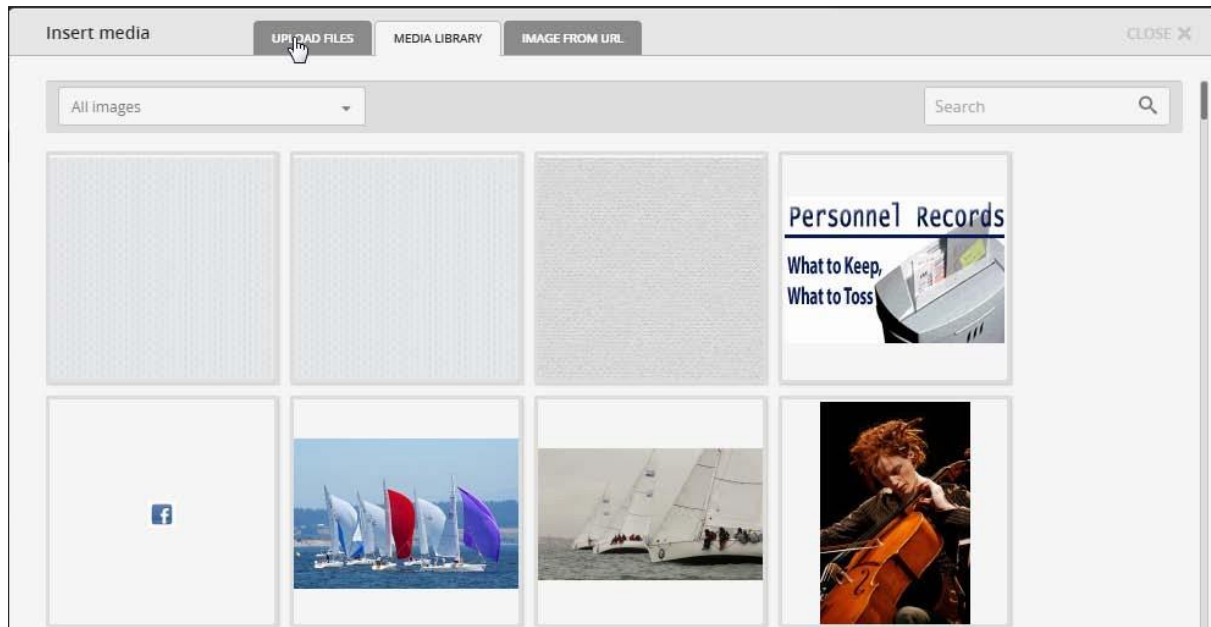 Insert media
UPLOAD FILES
MEDIA LIBRARY
IMAGE FROM URL
CLOSE X
All images
Search
Personnel Records
What to Keep,
What to Toss
f